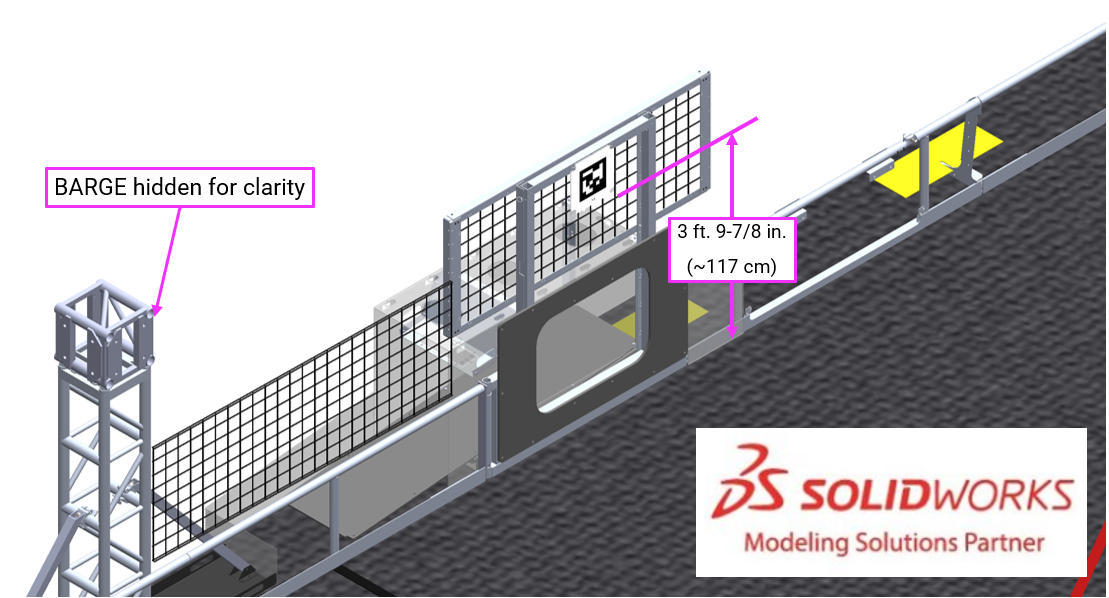 BARGE hidden for clarity
3 ft. 9-7/8 in.
(~117 cm)
SOLIDWORKS
Modeling Solutions Partner